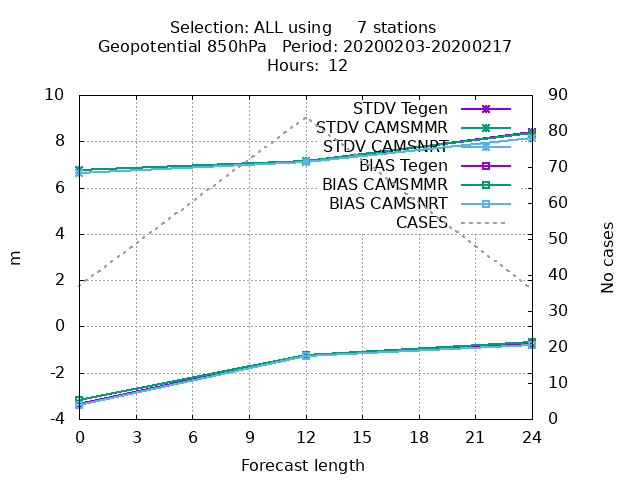 Selection: ALL using 7 stations
Geopotential 850hPa Period: 20200203-20200217
Hours: 12
10
8
6
4
2
0
-2
-4
m
90
80
70
60
50
40
30
20
10
0
No cases
STDV Tegen
STDV CAMSMMR
STDV CAMSNRT
BIAS Tegen
BIAS CAMSMMR
BIAS CAMSNRT
CASES
0 3 6 9 12 15 18 21 24
Forecast length